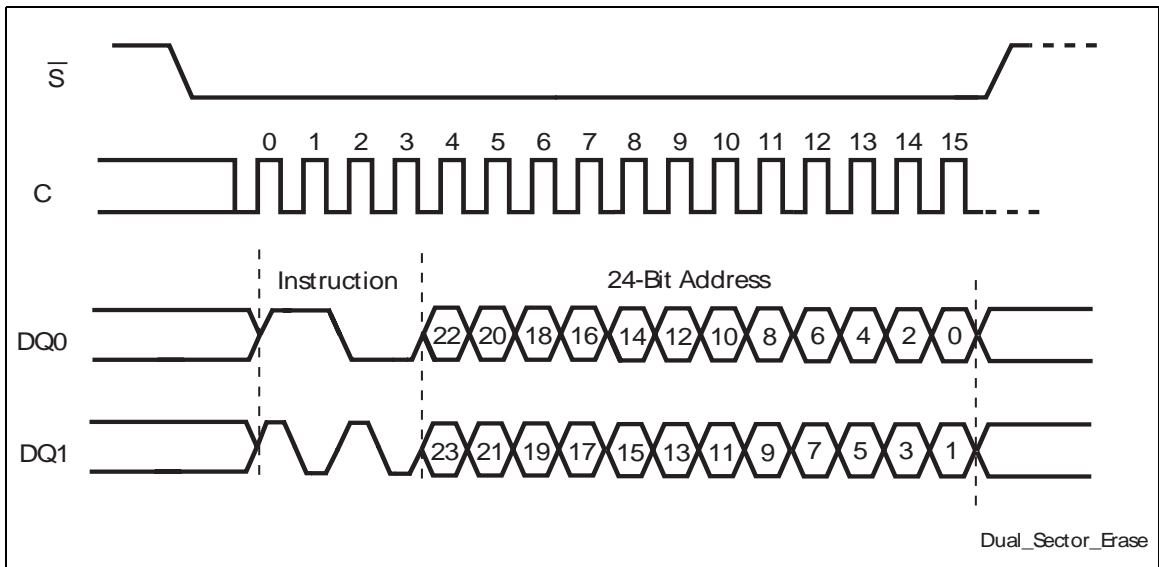 S
0 1 2 3 4 5 6 7 8 9 10 11 12 13 14 15
C
Instruction 24-Bit Address
DQ0 22 20 18 16 14 12 10 8 6 4 2 0
DQ1 23 21 19 17 15 13 11 9 7 5 3 1
Dual_Sector_Erase